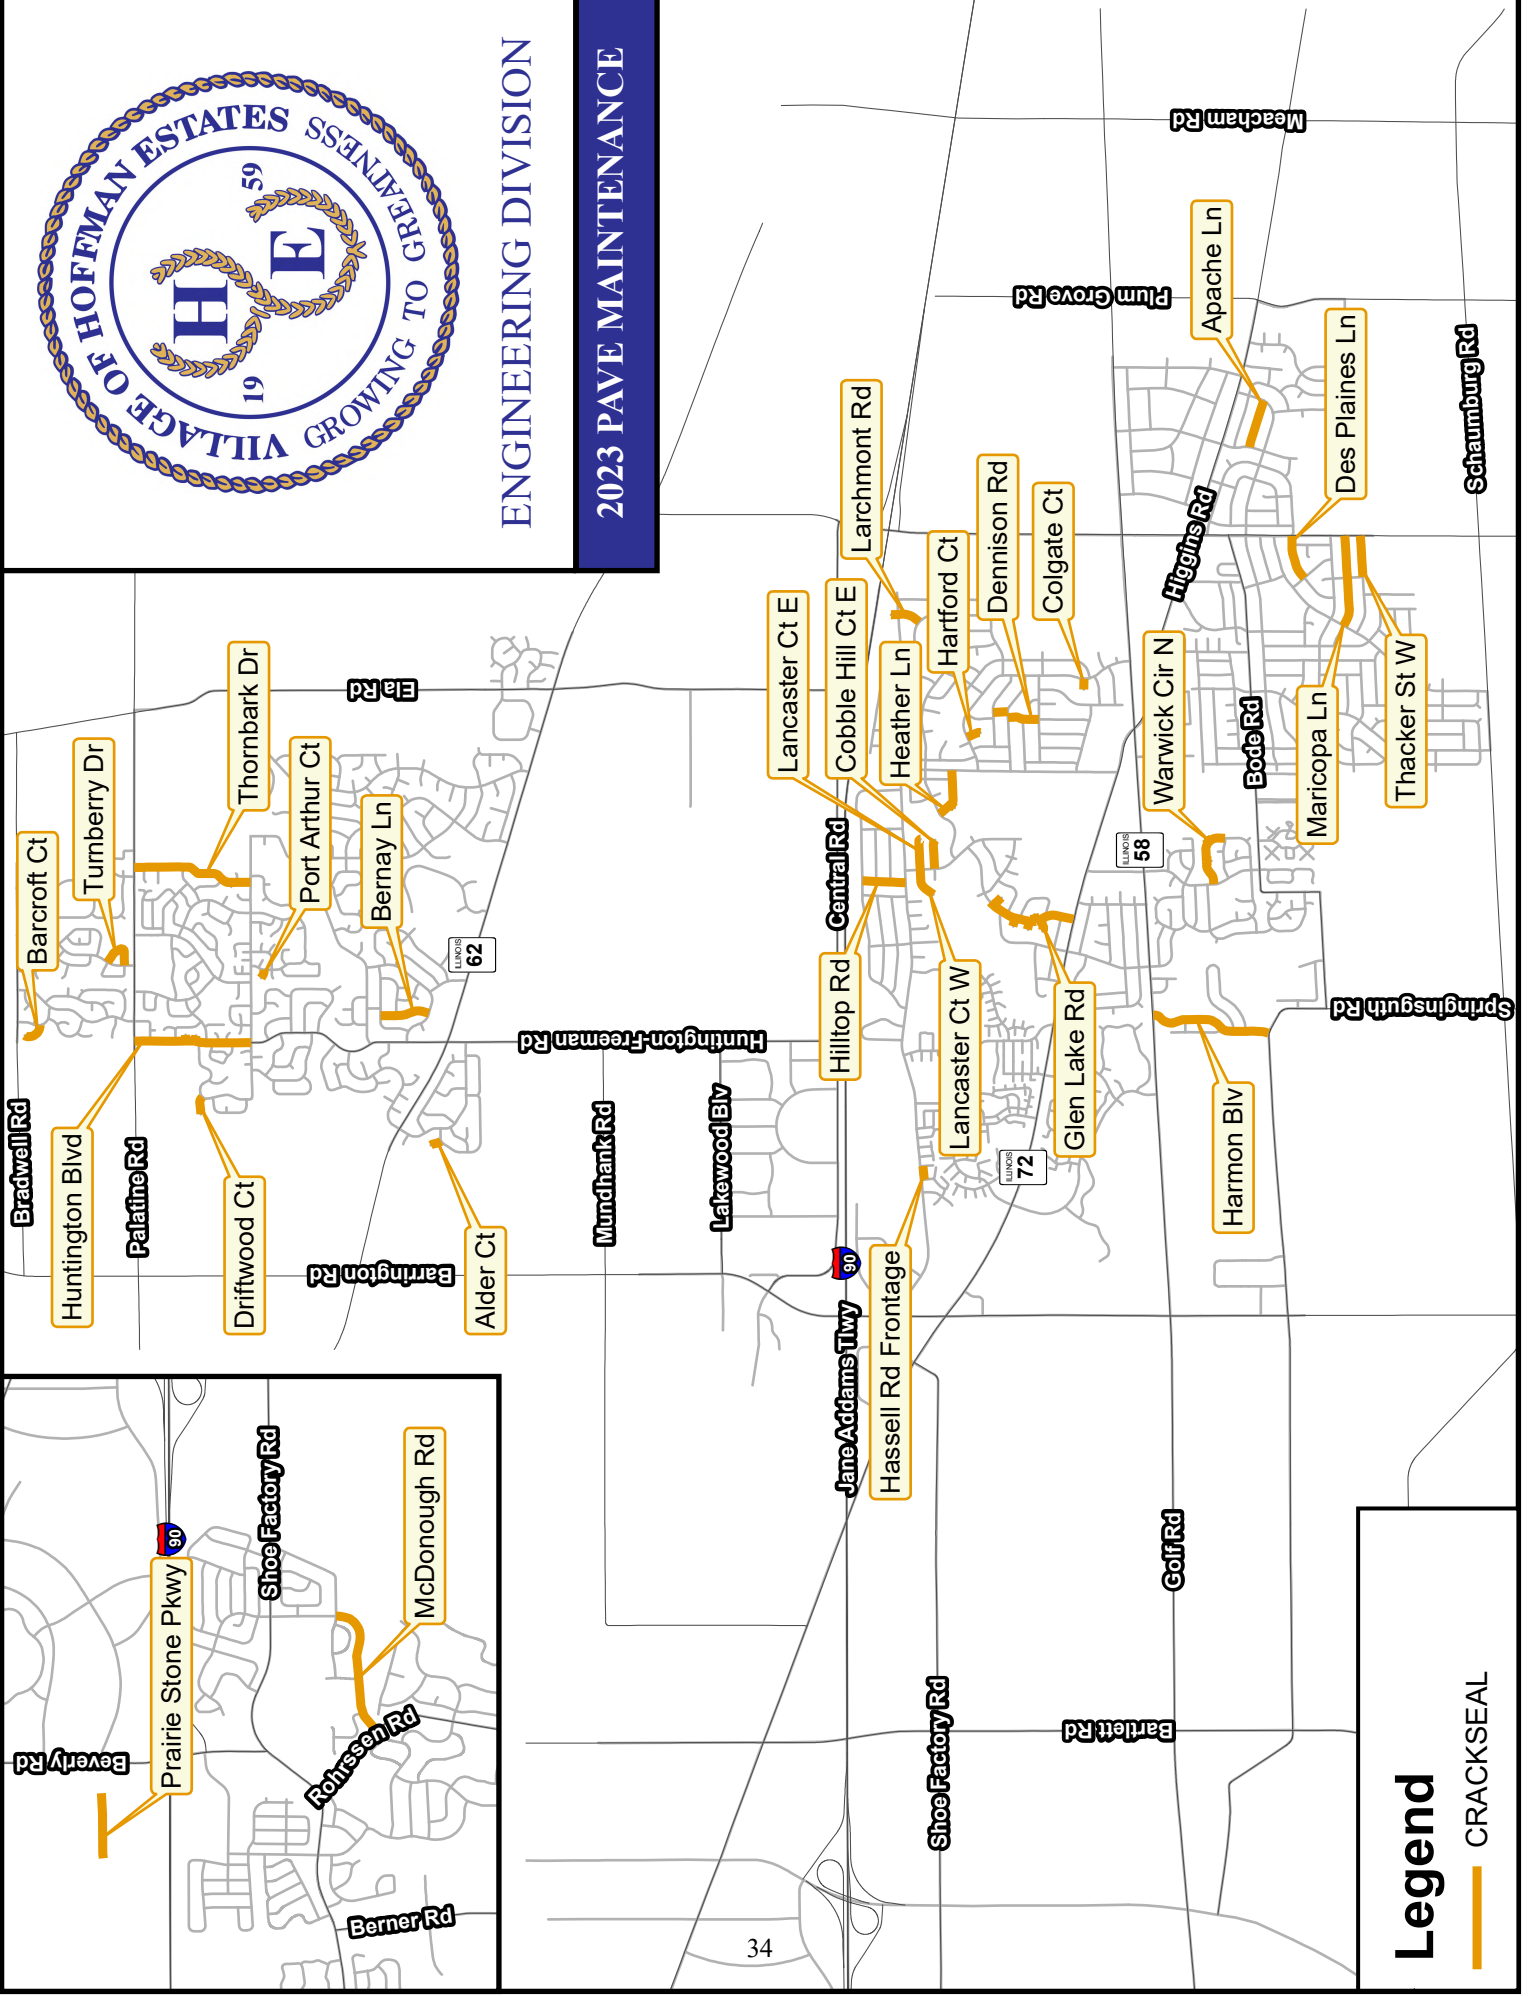 VILLAGE OF HOFFMAN ESTATES
GROWING TO GREATNESS
19 59
H
E
ENGINEERING DIVISION
2023 PAVE MAINTENANCE
Beverly Rd
Prairie Stone Pkwy
90
Shoe Factory Rd
McDonough Rd
Rohrssen Rd
Berner Rd
Bradwell Rd
Barcroft Ct
Turnberry Dr
Huntington Blvd
Palatine Rd
Thornbark Dr
Driftwood Ct
Port Arthur Ct
Ela Rd
Barrington Rd
Bernay Ln
Alder Ct
ILLINOIS
62
Huntington-Freeman Rd
Mundhank Rd
Lakewood Blv
Lancaster Ct E
Cobble Hill Ct E
Larchmont Rd
Central Rd
Hilltop Rd
90
Jane Addams Tlwy
Hassell Rd Frontage
Heather Ln
Hartford Ct
Dennison Rd
Colgate Ct
Lancaster Ct W
ILLINOIS
72
Glen Lake Rd
Shoe Factory Rd
Bartlett Rd
Plum Grove Rd
Meacham Rd
ILLINOIS
58
Warwick Cir N
Higgins Rd
Apache Ln
Golf Rd
Harmon Blv
Bode Rd
Maricopa Ln
Des Plaines Ln
Thacker St W
Springinsguth Rd
Schaumburg Rd
Legend
CRACKSEAL
34